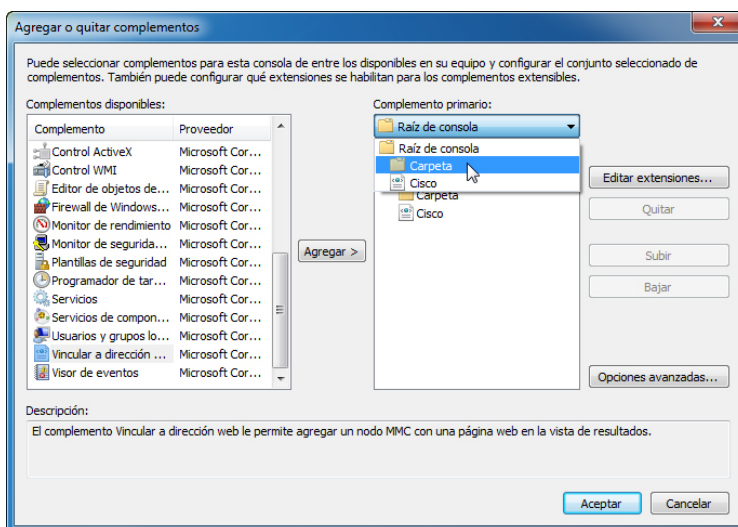 Agregar o quitar complementos
Puede seleccionar complementos para esta consola de entre los disponibles en su equipo y configurar el conjunto seleccionado de
complementos. También puede configurar qué extensiones se habilitan para los complementos extensibles.
Complementos disponibles:
Complemento Proveedor
Control ActiveX Microsoft Cor...
Control WMI Microsoft Cor...
Editor de objetos de... Microsoft Cor...
Firewall de Windows... Microsoft Cor...
Monitor de rendimiento Microsoft Cor...
Monitor de segurida... Microsoft Cor...
Plantillas de seguridad Microsoft Cor...
Programador de tar... Microsoft Cor...
Servicios Microsoft Cor...
Servicios de compon... Microsoft Cor...
Usuarios y grupos lo... Microsoft Cor...
Vincular a dirección ... Microsoft Cor...
Visor de eventos Microsoft Cor...
Agregar >
Complemento primario:
Raíz de consola
Raíz de consola
Carpeta
Cisco
Carpeta
Cisco
Editar extensiones...
Quitar
Subir
Bajar
Opciones avanzadas...
Descripción:
El complemento Vincular a dirección web le permite agregar un nodo MMC con una página web en la vista de resultados.
Aceptar Cancelar